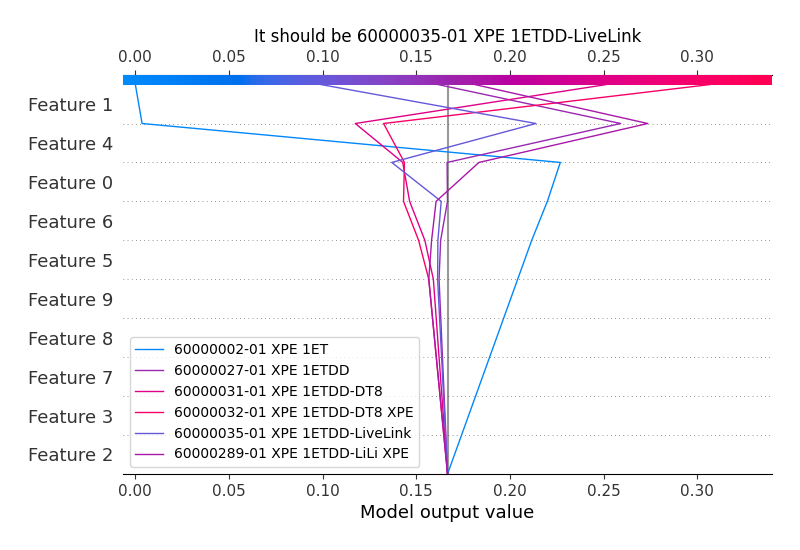 It should be 60000035-01 XPE 1ETDD-LiveLink
0.00 0.05 0.10 0.15 0.20 0.25 0.30
Feature 1
Feature 4
Feature 0
Feature 6
Feature 5
Feature 9
Feature 8
Feature 7
Feature 3
Feature 2
60000002-01 XPE 1ET
60000027-01 XPE 1ETDD
60000031-01 XPE 1ETDD-DT8
60000032-01 XPE 1ETDD-DT8 XPE
60000035-01 XPE 1ETDD-LiveLink
60000289-01 XPE 1ETDD-LiLi XPE
0.00 0.05 0.10 0.15 0.20 0.25 0.30
Model output value